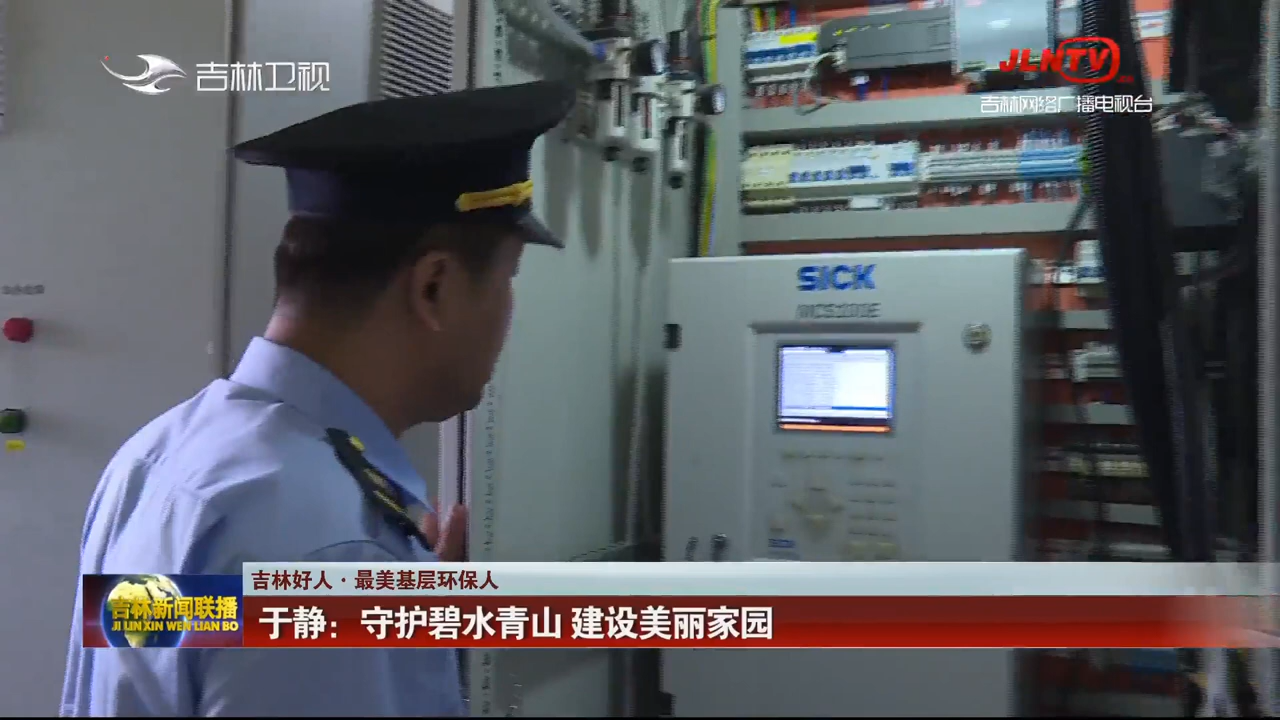 吉林卫视
JLNTV
吉林网络广播电视台
SICK
MCS100E
吉林好人·最美基层环保人
吉林新闻联播
JI LIN XIN WEN LIAN BO
于静：守护碧水青山 建设美丽家园